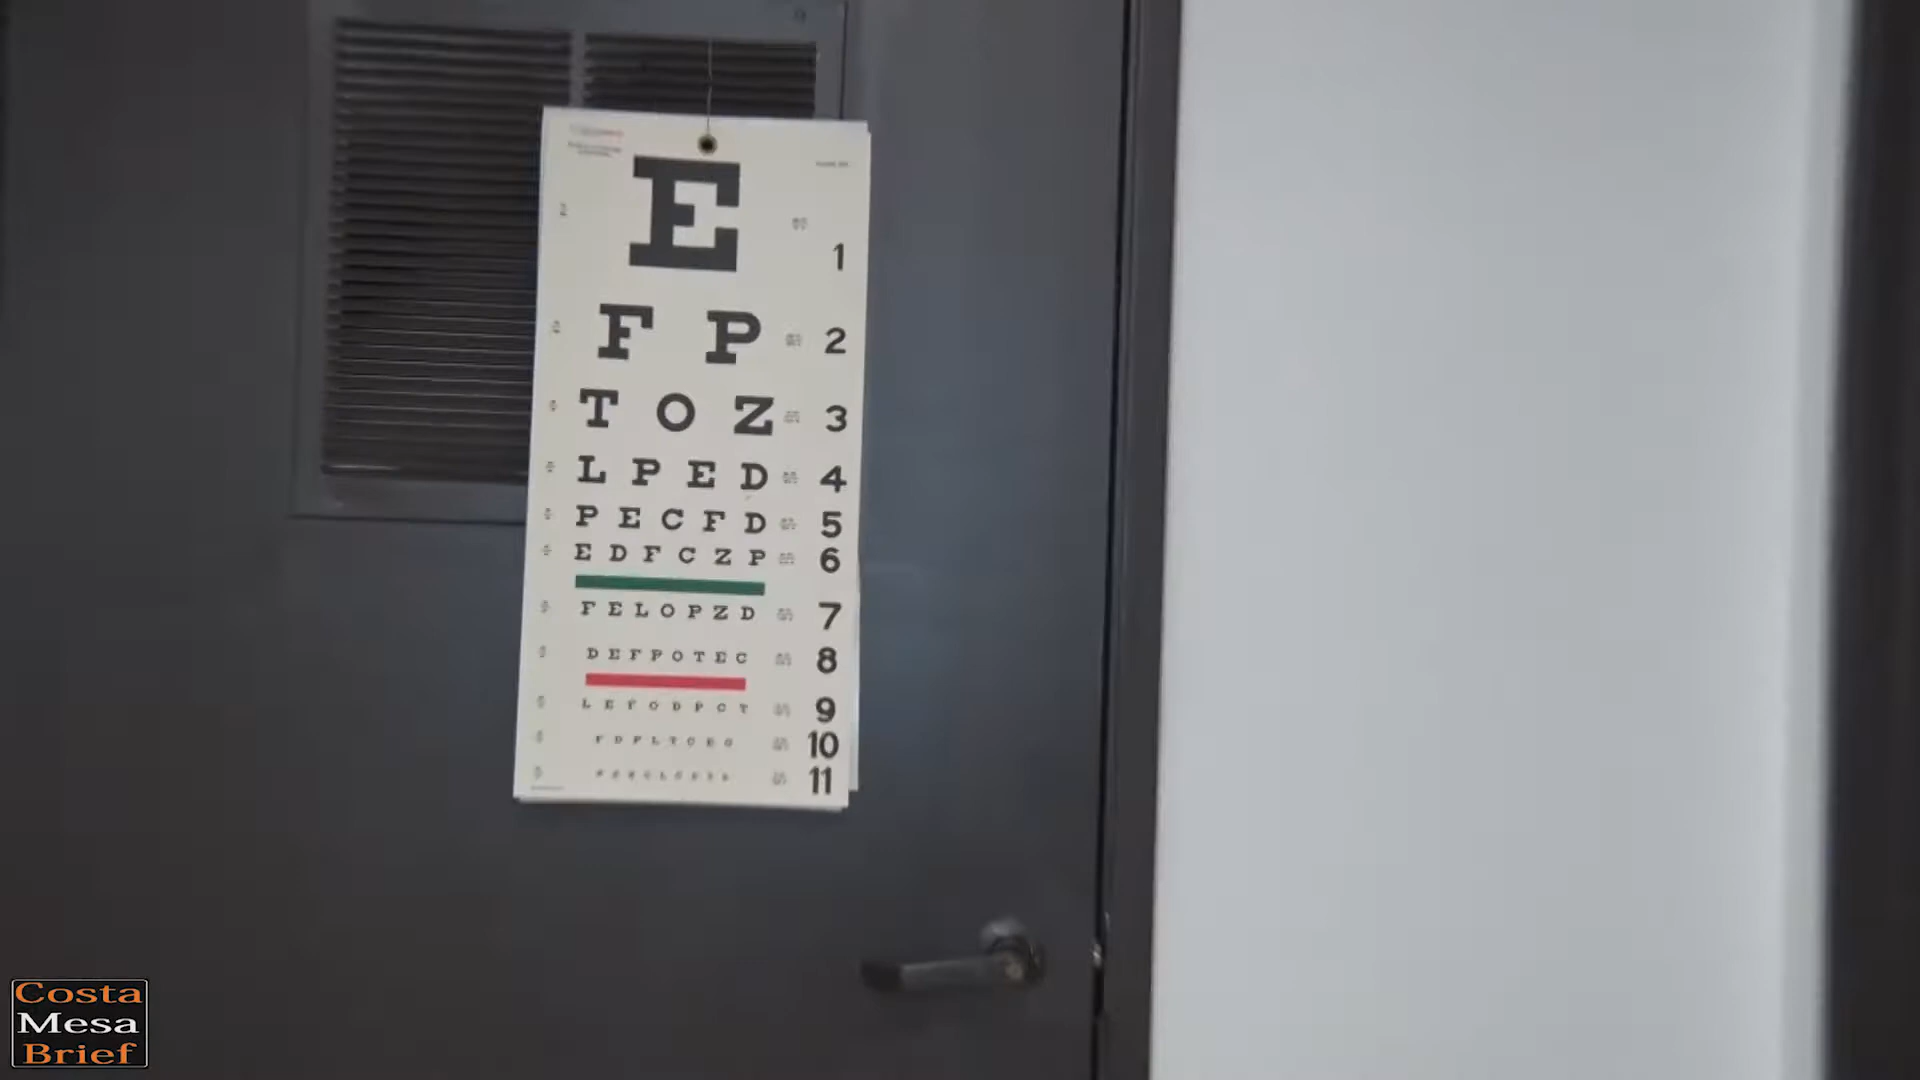 E
1
F P
2
T O Z
3
L P E D
4
P E C F D
5
E D F C Z P
6
F E L O P Z D
7
D E F P O T E C
8
L E F O D P C T
9
F D P L T C E O
10
11
Costa
Mesa
Brief